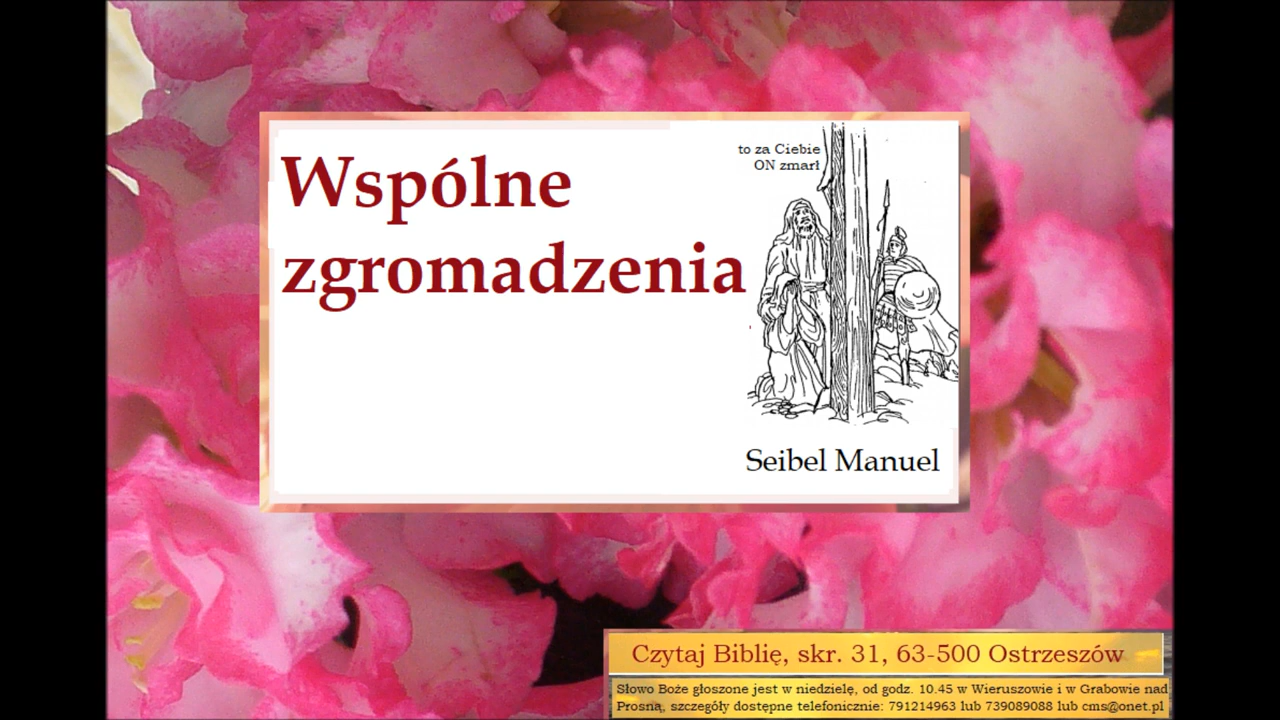 Wspólne
zgromadzenia
to za Ciebie
ON zmarł
Seibel Manuel
Czytaj Biblię, skr. 31, 63-500 Ostrzeszów
Słowo Boże głoszone jest w niedzielę, od godz. 10.45 w Wieruszowie i w Grabowie nad
Prosną, szczegóły dostępne telefonicznie: 791214963 lub 739089088 lub cms@onet.pl